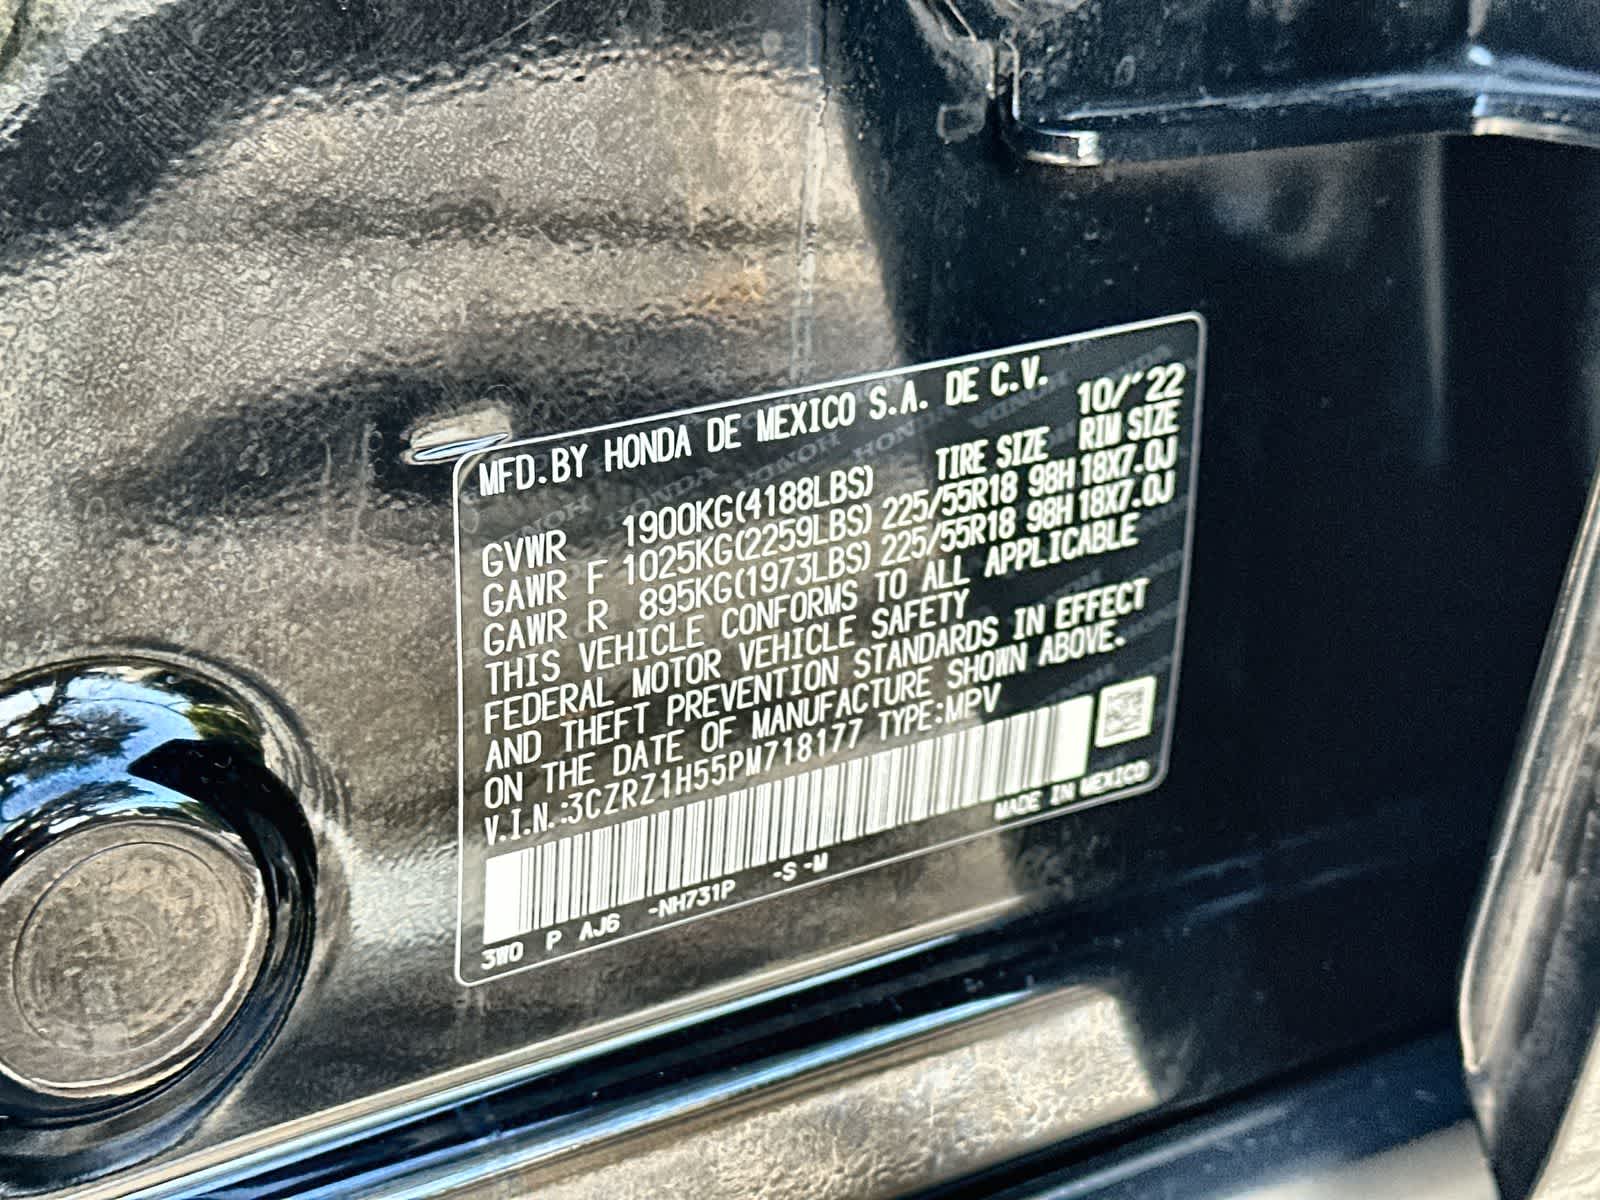 MFD.BY HONDA DE MEXICO S.A. DE C.V. 10/'22
TIRE SIZE RIM SIZE
GVWR 1900KG(4188LBS)
GAWR F 1025KG(2259LBS) 225/55R18 98H 18X7.0J
GAWR R 895KG(1973LBS) 225/55R18 98H 18X7.0J
THIS VEHICLE CONFORMS TO ALL APPLICABLE
FEDERAL MOTOR VEHICLE SAFETY
AND THEFT PREVENTION STANDARDS IN EFFECT
ON THE DATE OF MANUFACTURE SHOWN ABOVE.
V.I.N.:3CZRZ1H55PM718177 TYPE:MPV
MADE IN MEXICO
3W0 P AJ6 -NH731P -S -M